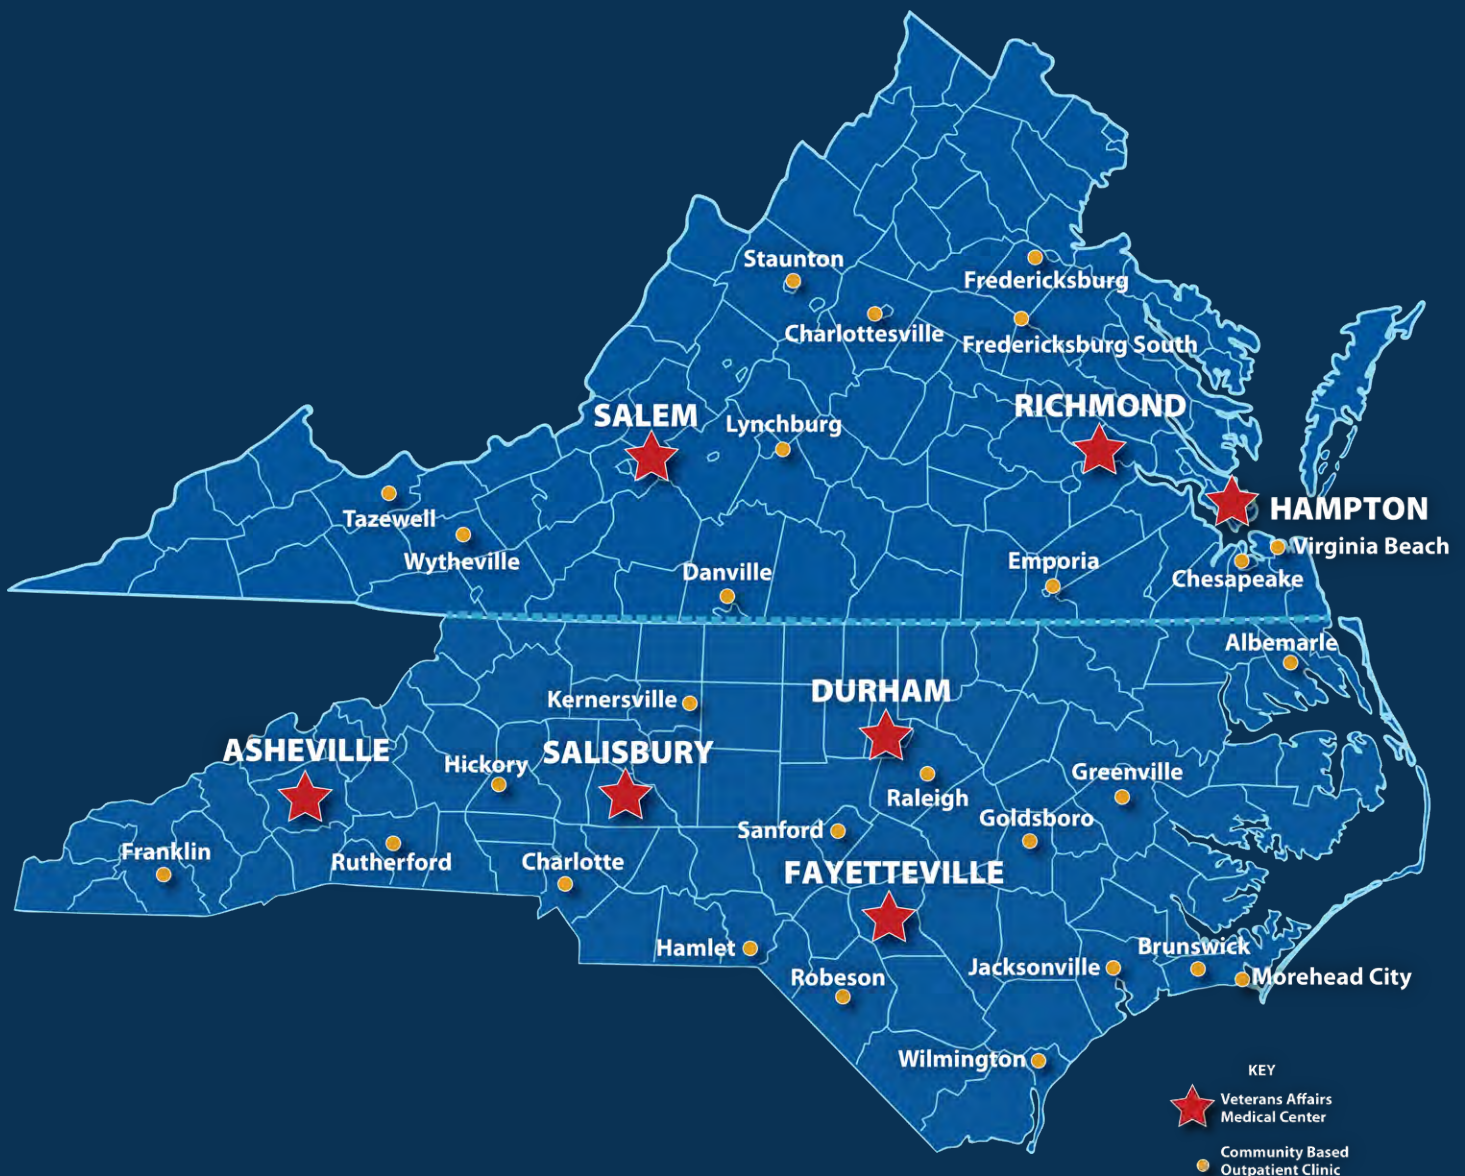 Staunton
Fredericksburg
Charlottesville
Fredericksburg South
RICHMOND
SALEM
Lynchburg
Tazewell
HAMPTON
Wytheville
Virginia Beach
Danville
Emporia
Chesapeake
Albemarle
Kernersville
DURHAM
ASHEVILLE
Hickory
SALISBURY
Greenville
Raleigh
Goldsboro
Sanford
Franklin
Rutherford
Charlotte
FAYETTEVILLE
Hamlet
Brunswick
Jacksonville
Robeson
Morehead City
Wilmington
KEY
Veterans Affairs
Medical Center
Community Based
Outpatient Clinic